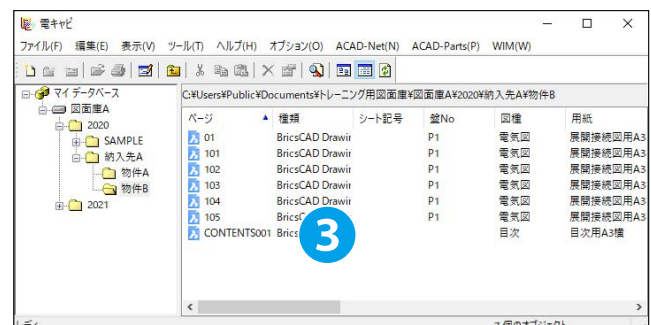 電キャビ
ファイル(F) 編集(E) 表示(V) ツール(T) ヘルプ(H) オプション(O) ACAD-Net(N) ACAD-Parts(P) WIM(W)
マイ データベース
図面庫A
2020
SAMPLE
納入先A
物件A
物件B
2021
C:¥Users¥Public¥Documents¥トレーニング用図面庫¥図面庫A¥2020¥納入先A¥物件B
ページ 種類 シート記号 盤No 図種 用紙
01 BricsCAD Drawir P1 電気図 展開接続図用A3
101 BricsCAD Drawir P1 電気図 展開接続図用A3
102 BricsCAD Drawir P1 電気図 展開接続図用A3
103 BricsCAD Drawir P1 電気図 展開接続図用A3
104 BricsCAD Drawir P1 電気図 展開接続図用A3
105 P1 電気図 展開接続図用A3
CONTENTS001 Brics 目次 目次用A3横
3